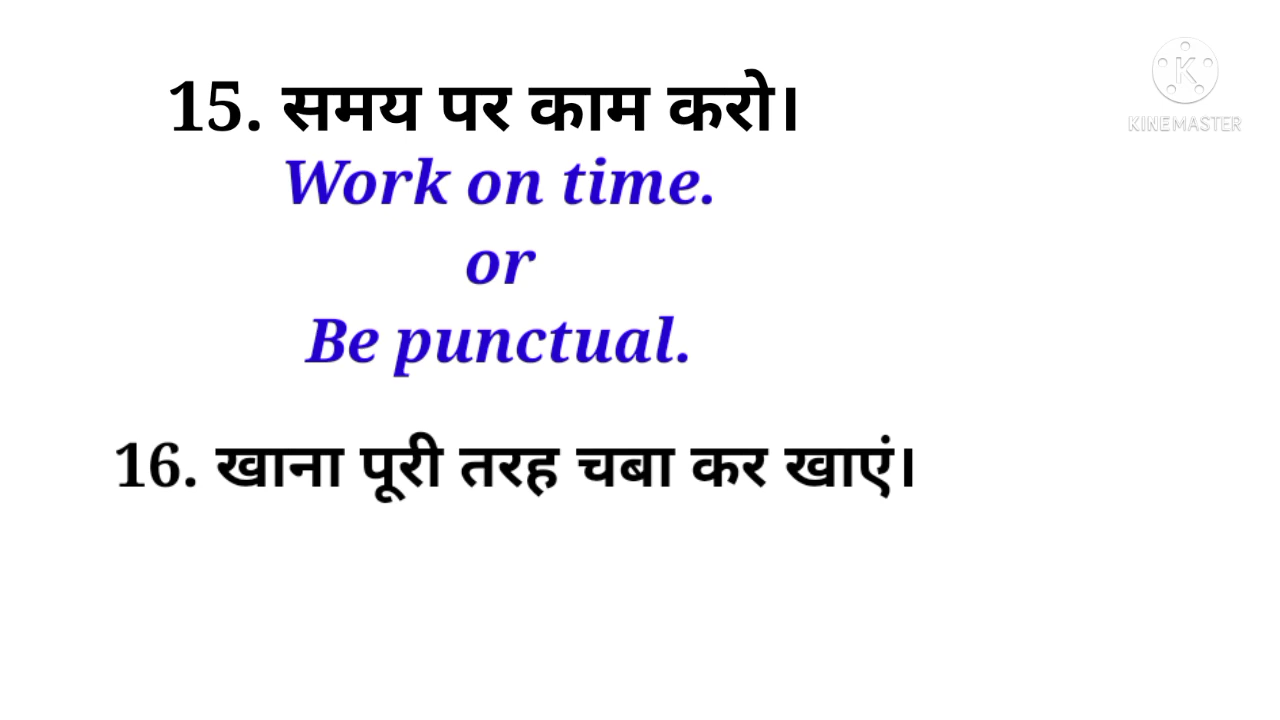 15. समय पर काम करो।
Work on time.
or
Be punctual.
16. खाना पूरी तरह चबा कर खाएं।
K
KINEMASTER